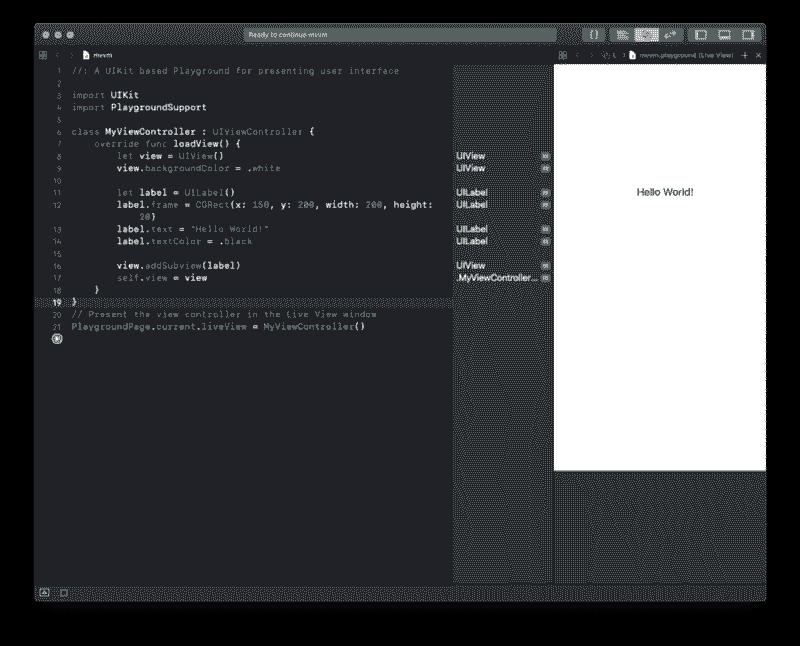 Ready to continue mvvm
mvvm
mvvm.playground (Live View)
1 //: A UIKit based Playground for presenting user interface
2
3 import UIKit
4 import PlaygroundSupport
5
6 class MyViewController : UIViewController {
7 override func loadView() {
8 let view = UIView()
9 view.backgroundColor = .white
10
11 let label = UILabel()
12 label.frame = CGRect(x: 150, y: 200, width: 200, height:
20)
13 label.text = "Hello World!"
14 label.textColor = .black
15
16 view.addSubview(label)
17 self.view = view
18 }
19 }
20 // Present the view controller in the Live View window
21 PlaygroundPage.current.liveView = MyViewController()
UIView
UIView
UILabel
UILabel
UILabel
UILabel
UIView
.MyViewController...
Hello World!